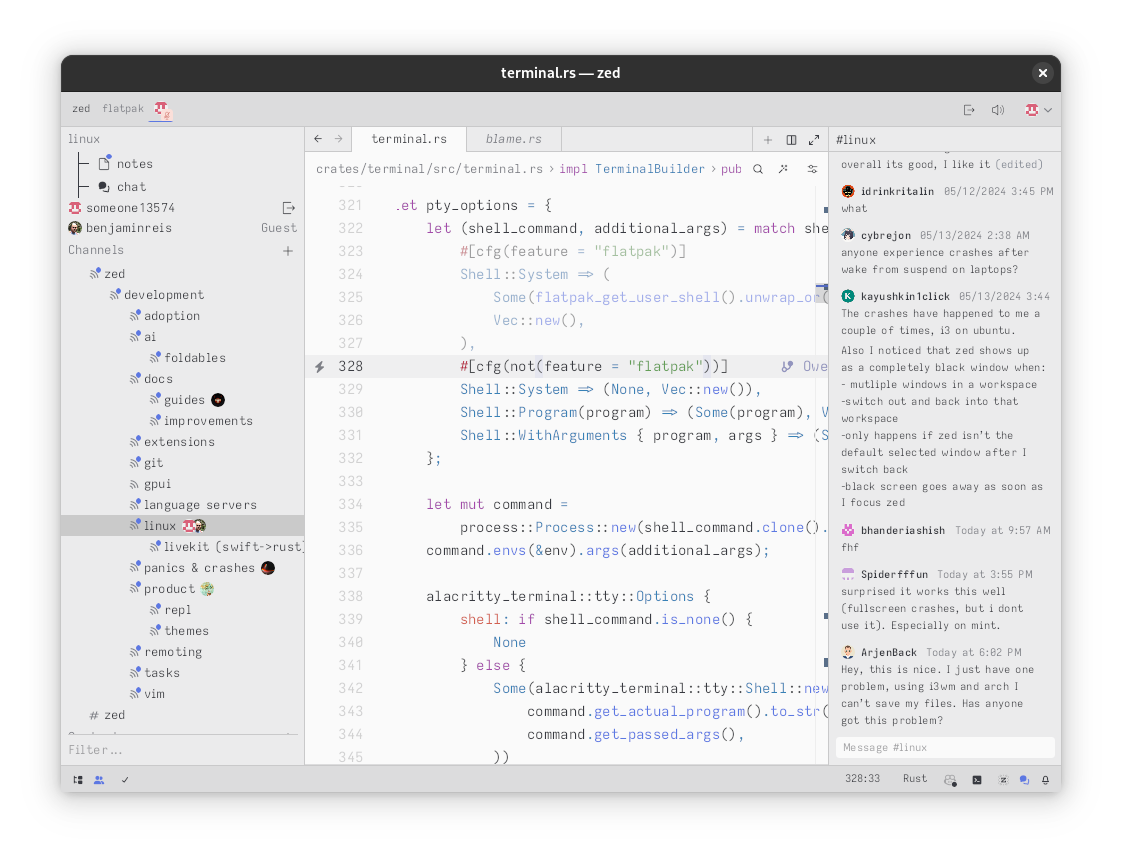 terminal.rs — zed
zed flatpak
linux
notes
chat
someone13574
benjaminreis Guest
Channels
zed
development
adoption
ai
foldables
docs
guides
improvements
extensions
git
gpui
language servers
linux
livekit (swift->rust)
panics & crashes
product
repl
themes
remoting
tasks
vim
# zed
Filter...
terminal.rs blame.rs
crates/terminal/src/terminal.rs › impl TerminalBuilder › pub
321 .et pty_options = {
322 let (shell_command, additional_args) = match she
323 #[cfg(feature = "flatpak")]
324 Shell::System => (
325 Some(flatpak_get_user_shell().unwrap_or(
326 Vec::new(),
327 ),
328 #[cfg(not(feature = "flatpak"))] Owe
329 Shell::System => (None, Vec::new()),
330 Shell::Program(program) => (Some(program), V
331 Shell::WithArguments { program, args } => (S
332 };
333
334 let mut command =
335 process::Process::new(shell_command.clone().
336 command.envs(&env).args(additional_args);
337
338 alacritty_terminal::tty::Options {
339 shell: if shell_command.is_none() {
340 None
341 } else {
342 Some(alacritty_terminal::tty::Shell::new
343 command.get_actual_program().to_str(
344 command.get_passed_args(),
345 ))
#linux
overall its good, I like it (edited)
idrinkritalin 05/12/2024 3:45 PM
what
cybrejon 05/13/2024 2:38 AM
anyone experience crashes after
wake from suspend on laptops?
K kayushkin1click 05/13/2024 3:44
The crashes have happened to me a
couple of times, i3 on ubuntu.
Also I noticed that zed shows up
as a completely black window when:
- mutliple windows in a workspace
-switch out and back into that
workspace
-only happens if zed isn't the
default selected window after I
switch back
-black screen goes away as soon as
I focus zed
bhanderiashish Today at 9:57 AM
fhf
Spiderfffun Today at 3:55 PM
surprised it works this well
(fullscreen crashes, but i dont
use it). Especially on mint.
ArjenBack Today at 6:02 PM
Hey, this is nice. I just have one
problem, using i3wm and arch I
can't save my files. Has anyone
got this problem?
Message #linux
328:33 Rust